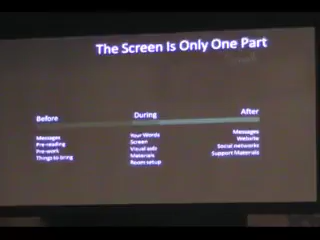 The Screen Is Only One Part
Before
During
After
Messages
Pre-reading
Pre-work
Things to bring
Your Words
Screen
Visual aids
Materials
Room setup
Messages
Website
Social networks
Support Materials